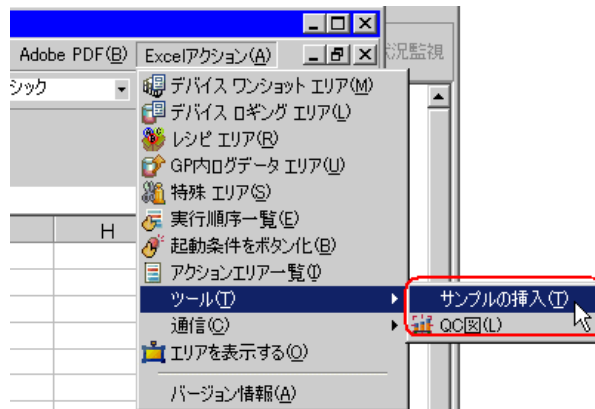 Adobe PDF(B) Excelアクション(A)
状況監視
シック
デバイス ワンショット エリア(M)
デバイス ロギング エリア(L)
レシピ エリア(R)
GP内ログデータ エリア(U)
特殊 エリア(S)
H
実行順序一覧(E)
起動条件をボタン化(B)
アクションエリア一覧(I)
ツール(T)
サンプルの挿入(T)
通信(C)
QC図(L)
エリアを表示する(O)
バージョン情報(A)